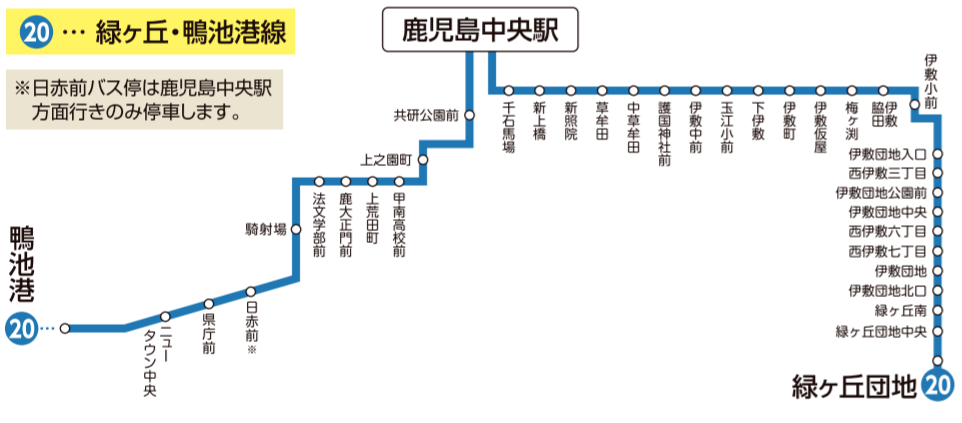 20 … 緑ヶ丘・鴨池港線
※日赤前バス停は鹿児島中央駅
方面行きのみ停車します。
鹿児島中央駅
共研公園前
上之園町
甲南高校前
上荒田町
鹿大正門前
法文学部前
騎射場
日赤前※
県庁前
ニュー
タウン中央
鴨池港
20…
千石馬場
新上橋
新照院
草牟田
中草牟田
護国神社前
伊敷中前
玉江小前
下伊敷
伊敷町
伊敷仮屋
梅ヶ渕
伊敷
脇田
伊敷小前
伊敷団地入口
西伊敷三丁目
伊敷団地公園前
伊敷団地中央
西伊敷六丁目
西伊敷七丁目
伊敷団地
伊敷団地北口
緑ヶ丘南
緑ヶ丘団地中央
緑ヶ丘団地 20